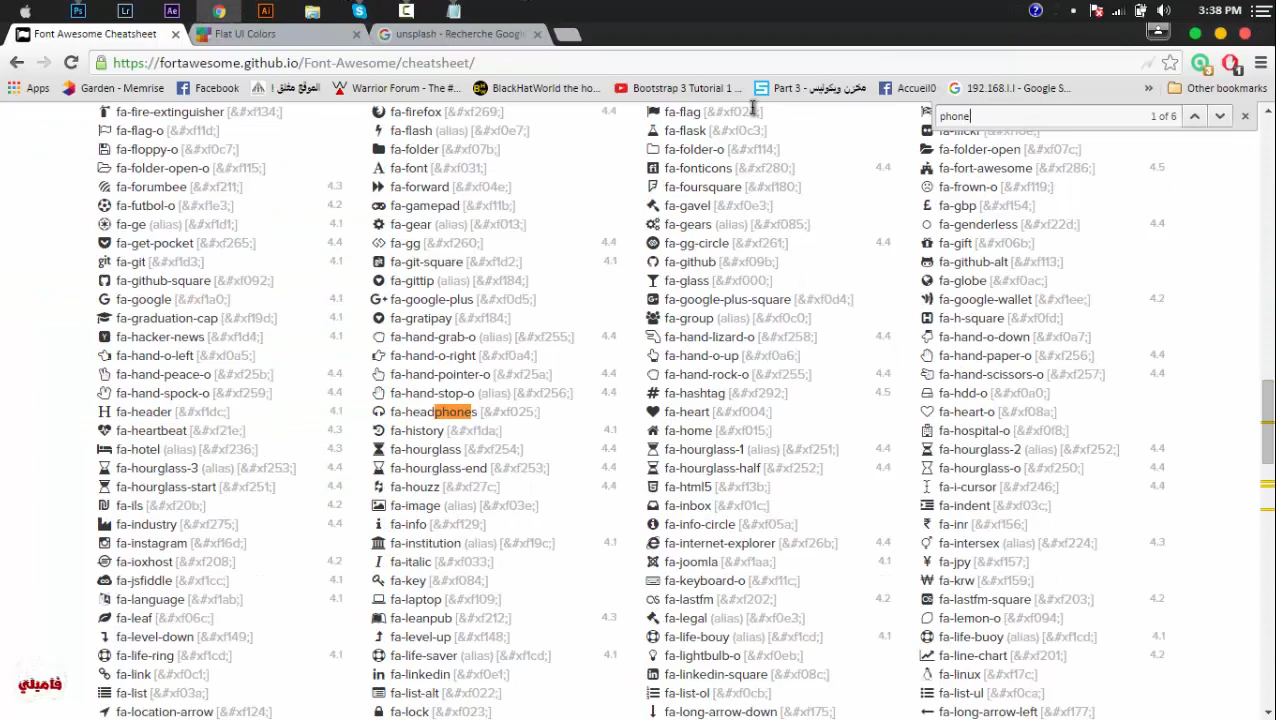 3:38 PM
Font Awesome Cheatsheet
Flat UI Colors
unsplash - Recherche Google
https://fortawesome.github.io/Font-Awesome/cheatsheet/
Apps Garden - Memrise Facebook الموقع مغلق ! Warrior Forum - The #... BlackHatWorld the ho... Bootstrap 3 Tutorial 1 ... Part 3 - مخزن ويكتوليس Accueil0 192.168.I.I - Google S... » Other bookmarks
phone 1 of 6
fa-fire-extinguisher [&#xf134;] fa-firefox [&#xf269;] 4.4 fa-flag
fa-flag-o [&#xf11d;] fa-flash (alias) [&#xf0e7;] fa-flask [&#xf0c3;]
fa-floppy-o [&#xf0c7;] fa-folder [&#xf07b;] fa-folder-o [&#xf114;] fa-folder-open [&#xf07c;]
fa-folder-open-o [&#xf115;] fa-font [&#xf031;] fa-fonticons [&#xf280;] 4.4 fa-fort-awesome [&#xf286;] 4.5
fa-forumbee [&#xf211;] 4.3 fa-forward [&#xf04e;] fa-foursquare [&#xf180;] fa-frown-o [&#xf119;]
fa-futbol-o [&#xf1e3;] 4.2 fa-gamepad [&#xf11b;] fa-gavel [&#xf0e3;] fa-gbp [&#xf154;]
fa-ge (alias) [&#xf1d1;] 4.1 fa-gear (alias) [&#xf013;] fa-gears (alias) [&#xf085;] fa-genderless [&#xf22d;] 4.4
fa-get-pocket [&#xf265;] 4.4 fa-gg [&#xf260;] 4.4 fa-gg-circle [&#xf261;] 4.4 fa-gift [&#xf06b;]
fa-git [&#xf1d3;] 4.1 fa-git-square [&#xf1d2;] 4.1 fa-github [&#xf09b;] fa-github-alt [&#xf113;]
fa-github-square [&#xf092;] fa-gittip (alias) [&#xf184;] fa-glass [&#xf000;] fa-globe [&#xf0ac;]
fa-google [&#xf1a0;] 4.1 fa-google-plus [&#xf0d5;] fa-google-plus-square [&#xf0d4;] fa-google-wallet [&#xf1ee;] 4.2
fa-graduation-cap [&#xf19d;] 4.1 fa-gratipay [&#xf184;] fa-group (alias) [&#xf0c0;] fa-h-square [&#xf0fd;]
fa-hacker-news [&#xf1d4;] 4.1 fa-hand-grab-o (alias) [&#xf255;] 4.4 fa-hand-lizard-o [&#xf258;] 4.4 fa-hand-o-down [&#xf0a7;]
fa-hand-o-left [&#xf0a5;] fa-hand-o-right [&#xf0a4;] fa-hand-o-up [&#xf0a6;] fa-hand-paper-o [&#xf256;] 4.4
fa-hand-peace-o [&#xf25b;] 4.4 fa-hand-pointer-o [&#xf25a;] 4.4 fa-hand-rock-o [&#xf255;] 4.4 fa-hand-scissors-o [&#xf257;] 4.4
fa-hand-spock-o [&#xf259;] 4.4 fa-hand-stop-o (alias) [&#xf256;] 4.4 fa-hashtag [&#xf292;] 4.5 fa-hdd-o [&#xf0a0;]
fa-header [&#xf1dc;] 4.1 fa-headphones [&#xf025;] fa-heart [&#xf004;] fa-heart-o [&#xf08a;]
fa-heartbeat [&#xf21e;] 4.3 fa-history [&#xf1da;] 4.1 fa-home [&#xf015;] fa-hospital-o [&#xf0f8;]
fa-hotel (alias) [&#xf236;] 4.3 fa-hourglass [&#xf254;] 4.4 fa-hourglass-1 (alias) [&#xf251;] 4.4 fa-hourglass-2 (alias) [&#xf252;] 4.4
fa-hourglass-3 (alias) [&#xf253;] 4.4 fa-hourglass-end [&#xf253;] 4.4 fa-hourglass-half [&#xf252;] 4.4 fa-hourglass-o [&#xf250;] 4.4
fa-hourglass-start [&#xf251;] 4.4 fa-houzz [&#xf27c;] 4.4 fa-html5 [&#xf13b;] fa-i-cursor [&#xf246;] 4.4
fa-ils [&#xf20b;] 4.2 fa-image (alias) [&#xf03e;] fa-inbox [&#xf01c;] fa-indent [&#xf03c;]
fa-industry [&#xf275;] 4.4 fa-info [&#xf129;] fa-info-circle [&#xf05a;] fa-inr [&#xf156;]
fa-instagram [&#xf16d;] fa-institution (alias) [&#xf19c;] 4.1 fa-internet-explorer [&#xf26b;] 4.4 fa-intersex (alias) [&#xf224;] 4.3
fa-ioxhost [&#xf208;] 4.2 fa-italic [&#xf033;] fa-joomla [&#xf1aa;] 4.1 fa-jpy [&#xf157;]
fa-jsfiddle [&#xf1cc;] 4.1 fa-key [&#xf084;] fa-keyboard-o [&#xf11c;] fa-krw [&#xf159;]
fa-language [&#xf1ab;] 4.1 fa-laptop [&#xf109;] fa-lastfm [&#xf202;] 4.2 fa-lastfm-square [&#xf203;] 4.2
fa-leaf [&#xf06c;] fa-leanpub [&#xf212;] 4.3 fa-legal (alias) [&#xf0e3;] fa-lemon-o [&#xf094;]
fa-level-down [&#xf149;] fa-level-up [&#xf148;] fa-life-bouy (alias) [&#xf1cd;] 4.1 fa-life-buoy (alias) [&#xf1cd;] 4.1
fa-life-ring [&#xf1cd;] 4.1 fa-life-saver (alias) [&#xf1cd;] 4.1 fa-lightbulb-o [&#xf0eb;] fa-line-chart [&#xf201;] 4.2
fa-link [&#xf0c1;] fa-linkedin [&#xf0e1;] fa-linkedin-square [&#xf08c;] fa-linux [&#xf17c;]
fa-list [&#xf03a;] fa-list-alt [&#xf022;] fa-list-ol [&#xf0cb;] fa-list-ul [&#xf0ca;]
fa-location-arrow [&#xf124;] fa-lock [&#xf023;] fa-long-arrow-down [&#xf175;] fa-long-arrow-left [&#xf177;]
فاميلي